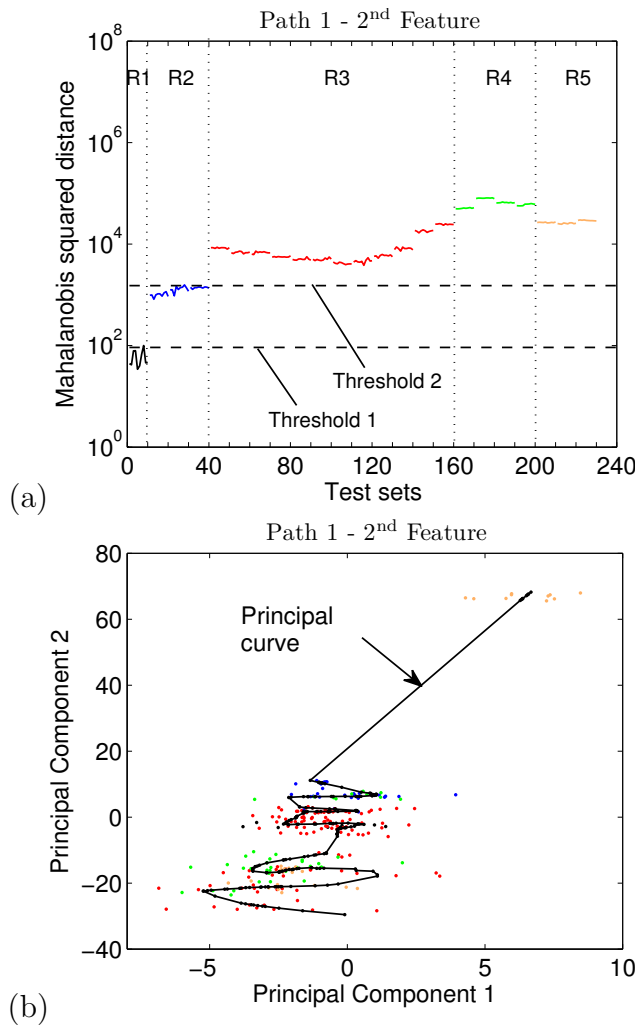 Path 1 - 2nd Feature
Mahalanobis squared distance
10^8
10^6
10^4
10^2
10^0
R1 R2 R3 R4 R5
Threshold 2
Threshold 1
0 40 80 120 160 200 240
Test sets
(a)
Path 1 - 2nd Feature
Principal Component 2
80
60
40
20
0
−20
−40
Principal
curve
−5 0 5 10
Principal Component 1
(b)